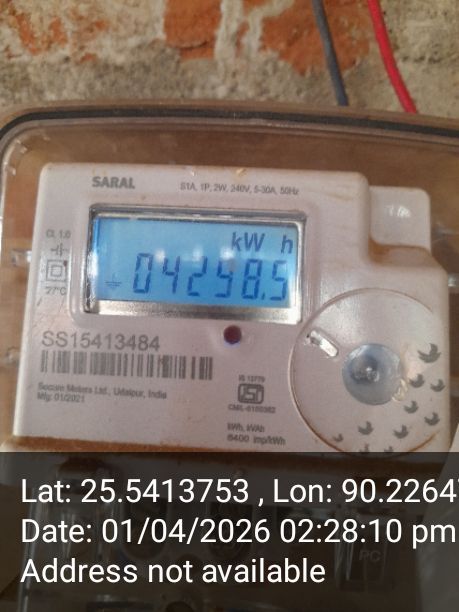 SARAL
S1A, 1P, 2W, 240V, 5-30A, 50Hz
Cl. 1.0
kW h
04258.5
27°C
SS15413484
Secure Meters Ltd., Udaipur, India
Mfg: 01/2021
IS 13779
kWh, kVAh
6400 imp/kWh
Lat: 25.5413753 , Lon: 90.2264
Date: 01/04/2026 02:28:10 pm
Address not available
PC